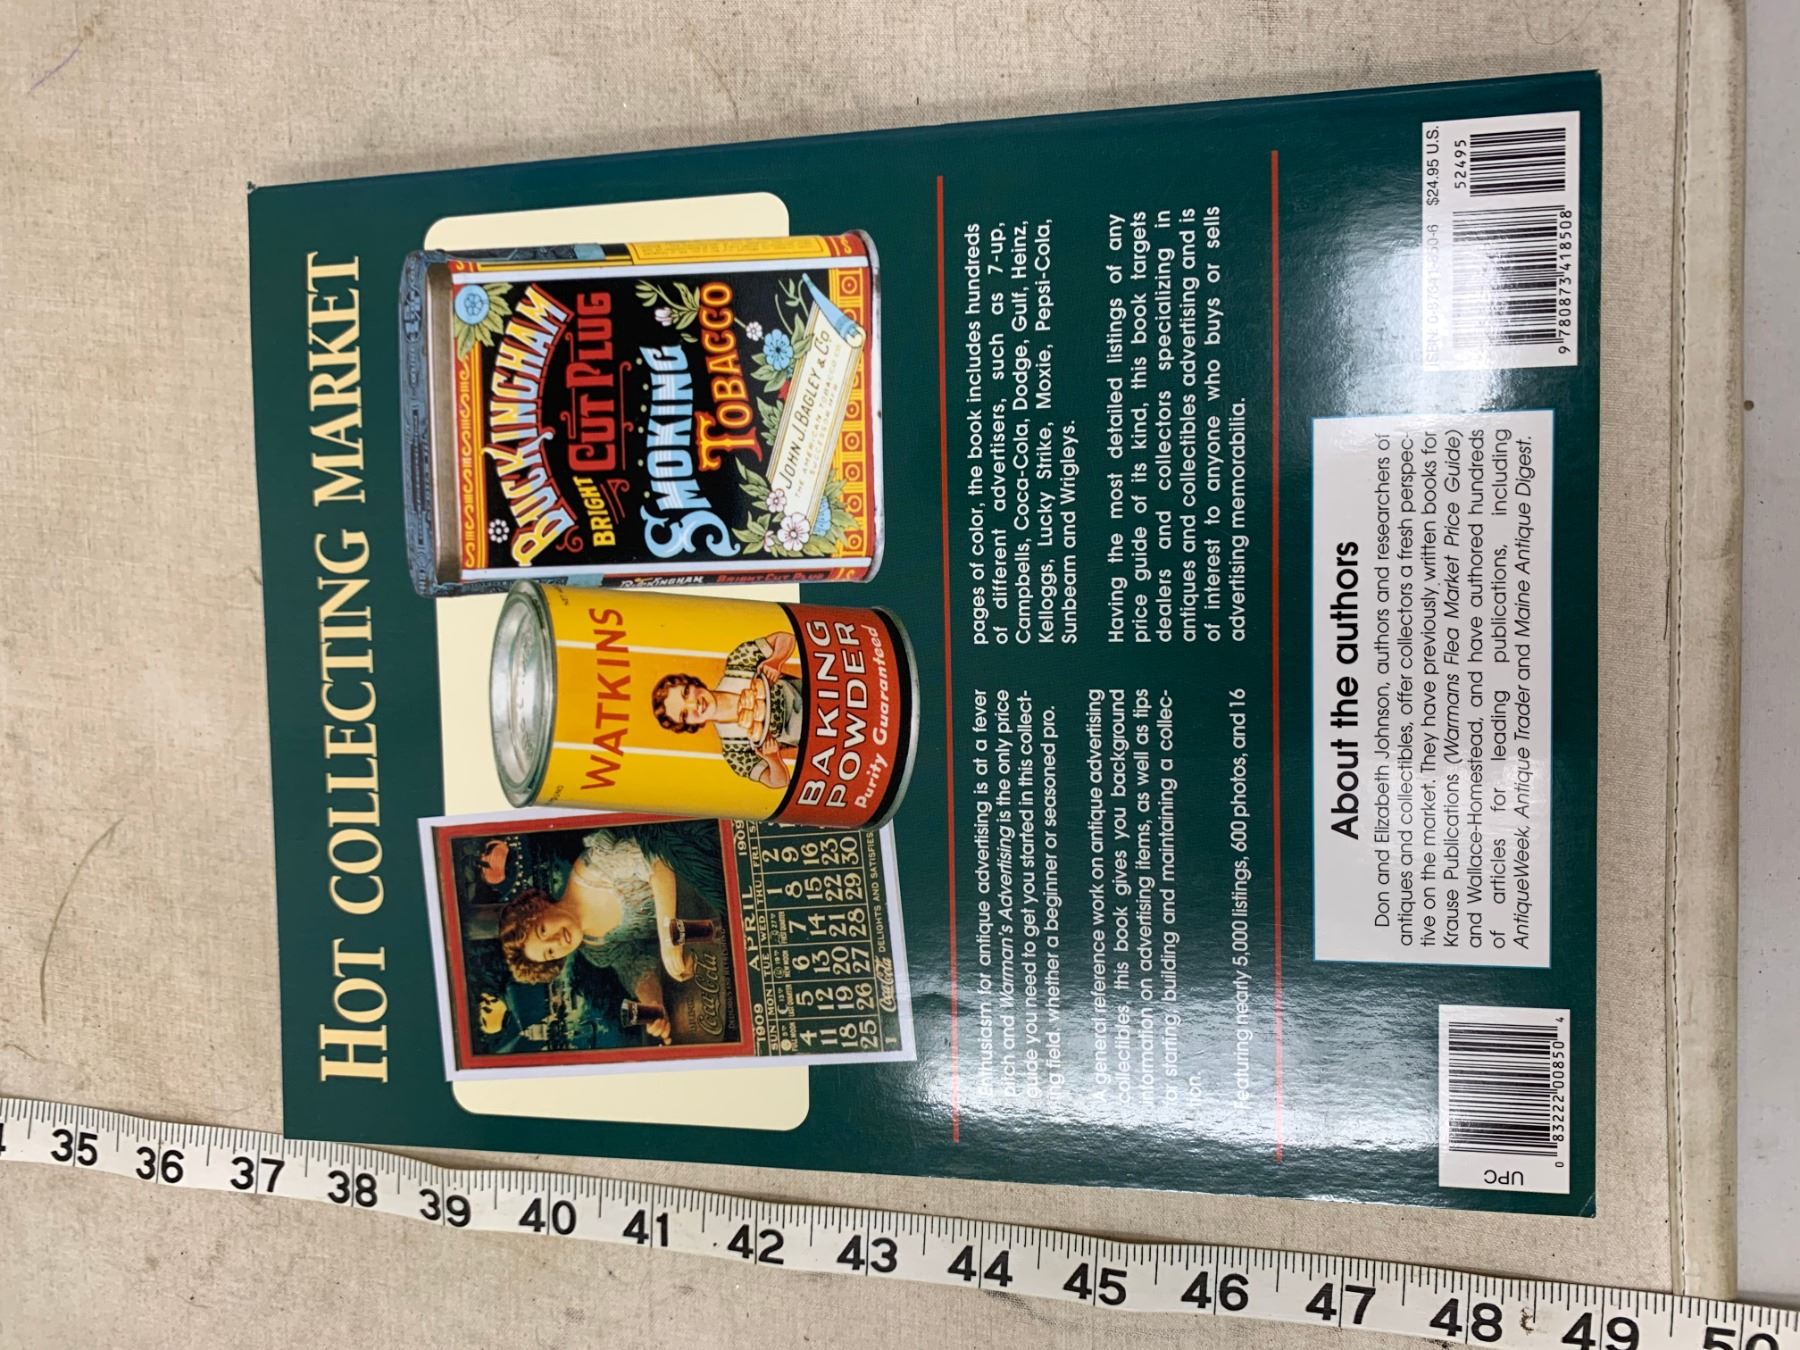 HOT COLLECTING MARKET
BUCKINGHAM
BRIGHT CUT PLUG
SMOKING
TOBACCO
JOHN J. BAGLEY & CO
BUCKINGHAM
BRIGHT CUT PLUG
WATKINS
BAKING
POWDER
Purity Guaranteed
Coca-Cola
1909 APRIL 1909
SUN MON TUE WED THU FRI
1 2
4 5 6 7 8 9
11 12 13 14 15 16
18 19 20 21 22 23
25 26 27 28 29 30
Coca-Cola DELIGHTS AND SATISFIES
Enthusiasm for antique advertising is at a fever
pitch and Warman's Advertising is the only price
guide you need to get you started in this collect-
ing field, whether a beginner or seasoned pro.
A general reference work on antique advertising
collectibles, this book gives you background
information on advertising items, as well as tips
for starting, building and maintaining a collec-
tion.
Featuring nearly 5,000 listings, 600 photos, and 16
pages of color, the book includes hundreds
of different advertisers, such as 7-up,
Campbells, Coca-Cola, Dodge, Gulf, Heinz,
Kelloggs, Lucky Strike, Moxie, Pepsi-Cola,
Sunbeam and Wrigleys.
Having the most detailed listings of any
price guide of its kind, this book targets
dealers and collectors specializing in
antiques and collectibles advertising and is
of interest to anyone who buys or sells
advertising memorabilia.
About the authors
Don and Elizabeth Johnson, authors and researchers of
antiques and collectibles, offer collectors a fresh perspec-
tive on the market. They have previously written books for
Krause Publications (Warmans Flea Market Price Guide)
and Wallace-Homestead, and have authored hundreds
of articles for leading publications, including
AntiqueWeek, Antique Trader and Maine Antique Digest.
UPC
0 83222 00850 4
$24.95 U.S.
52495
9 780873 418508
35 36 37 38 39 40 41 42 43 44 45 46 47 48 49 50